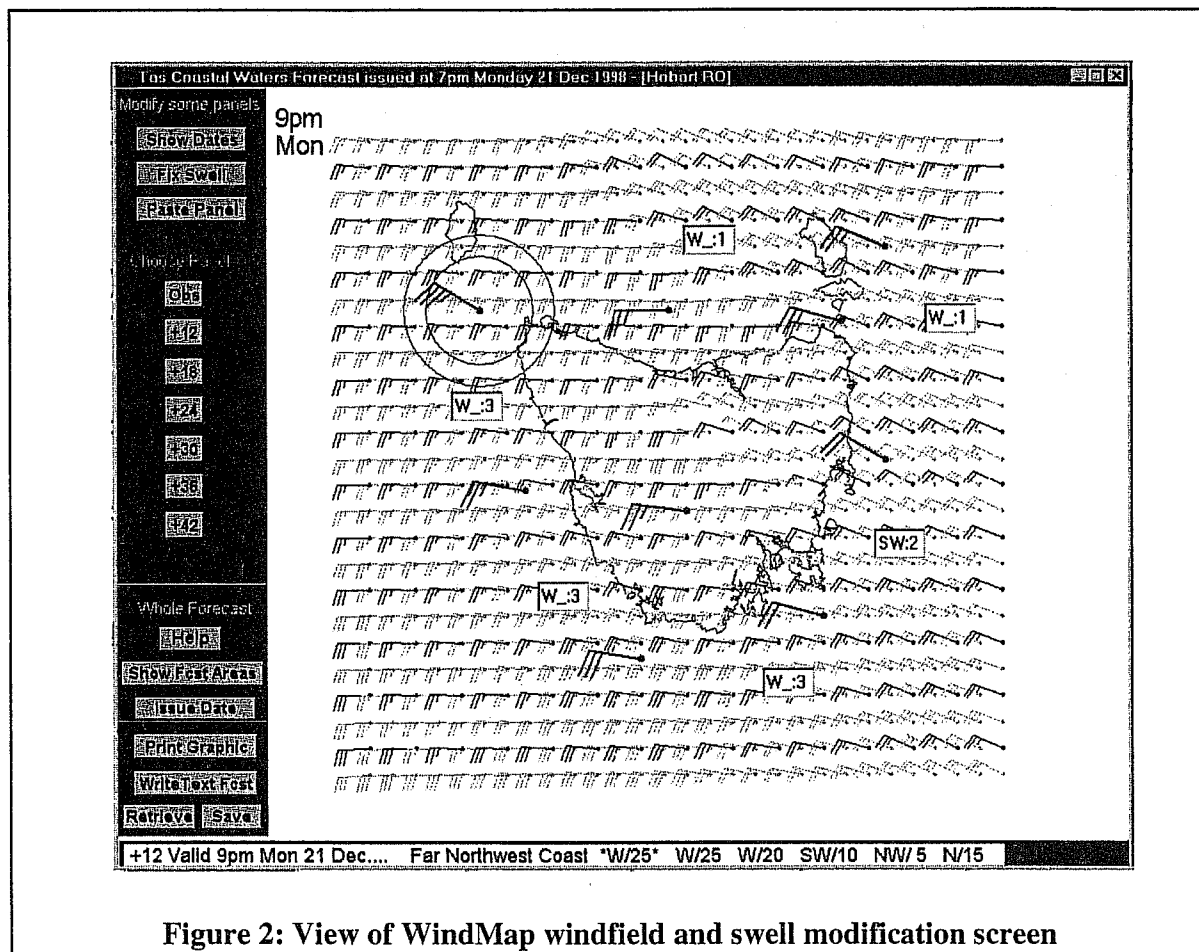 Tas Coastal Waters Forecast issued at 7pm Monday 21 Dec 1998 - [Hobart RO]
Modify some panels
Show Dates
Fix Swell
Paste Panel
Choose Panel
Obs
+12
+18
+24
+30
+36
+42
Whole Forecast
Help
Show Fcst Areas
Issue Date
Print Graphic
Write Text Fcst
Retrieve Save
9pm
Mon
W_:1
W_:1
W_:3
SW:2
W_:3
W_:3
+12 Valid 9pm Mon 21 Dec.... Far Northwest Coast *W/25* W/25 W/20 SW/10 NW/ 5 N/15
Figure 2: View of WindMap windfield and swell modification screen